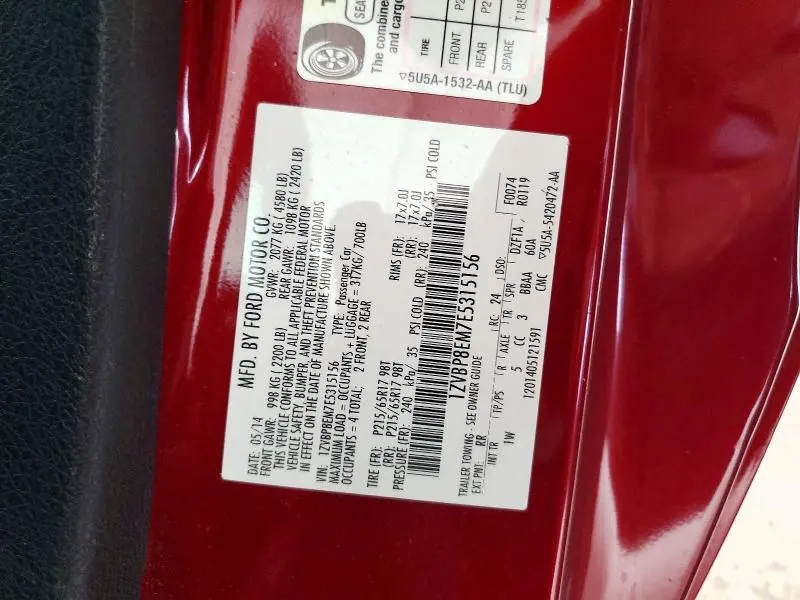 SEA
The combine
and cargo
TIRE
FRONT
REAR
SPARE
T185
▽5U5A-1532-AA (TLU)
MFD. BY FORD MOTOR CO.
DATE: 05/14 GVWR: 2077 KG ( 4580 LB)
FRONT GAWR: 998 KG ( 2200 LB) REAR GAWR: 1098 KG ( 2420 LB)
THIS VEHICLE CONFORMS TO ALL APPLICABLE FEDERAL MOTOR
VEHICLE SAFETY, BUMPER, AND THEFT PREVENTION STANDARDS
IN EFFECT ON THE DATE OF MANUFACTURE SHOWN ABOVE.
VIN: 1ZVBP8EM7E5315156 TYPE: Passenger Car
MAXIMUM LOAD = OCCUPANTS + LUGGAGE = 317KG/700LB
OCCUPANTS = 4 TOTAL; 2 FRONT, 2 REAR
TIRE (FR): P215/65R17 98T RIMS (FR): 17x7.0J
(RR): P215/65R17 98T (RR): 17x7.0J
PRESSURE (FR): 240 kPa/ 35 PSI COLD (RR): 240 kPa/ 35 PSI COLD
1ZVBP8EM7E5315156
TRAILER TOWING - SEE OWNER GUIDE
EXT PNT: RR RC: 24 DSO: F0074
R0119
INT TR TP/PS R AXLE TR SPR DZF1A
1W 5 CC 3 BBAA 60A
1201405121591 CMC ▽5U5A-5420472-AA